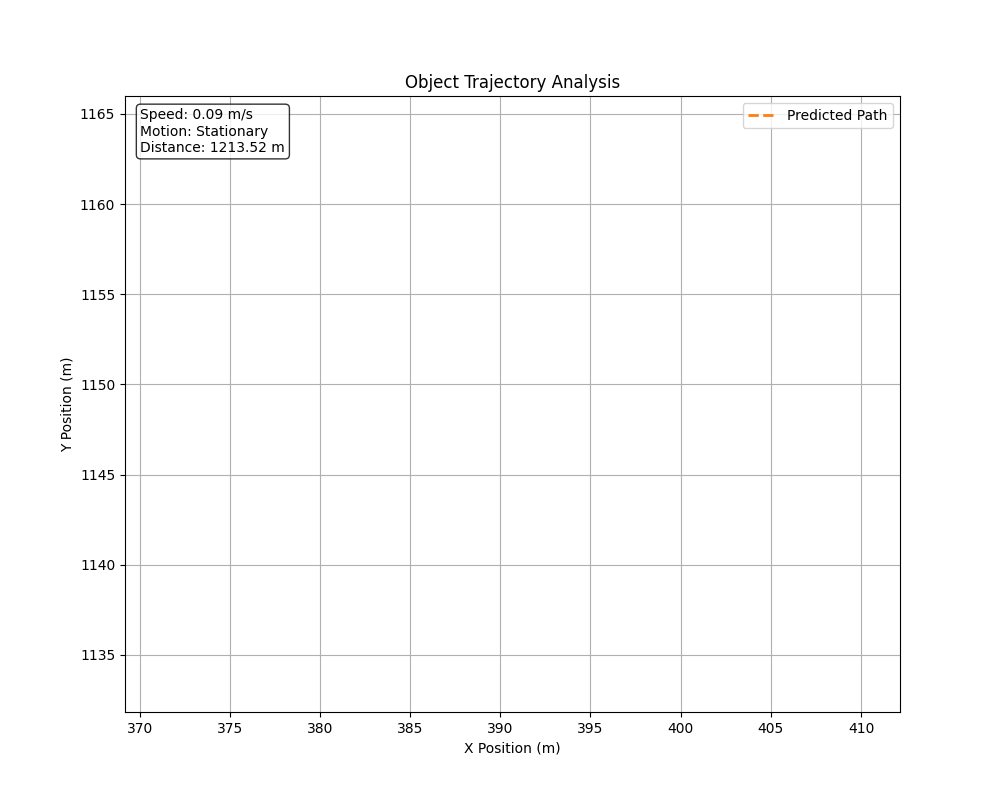 Object Trajectory Analysis
Speed: 0.09 m/s
Motion: Stationary
Distance: 1213.52 m
Predicted Path
1165
1160
1155
1150
1145
1140
1135
Y Position (m)
370 375 380 385 390 395 400 405 410
X Position (m)